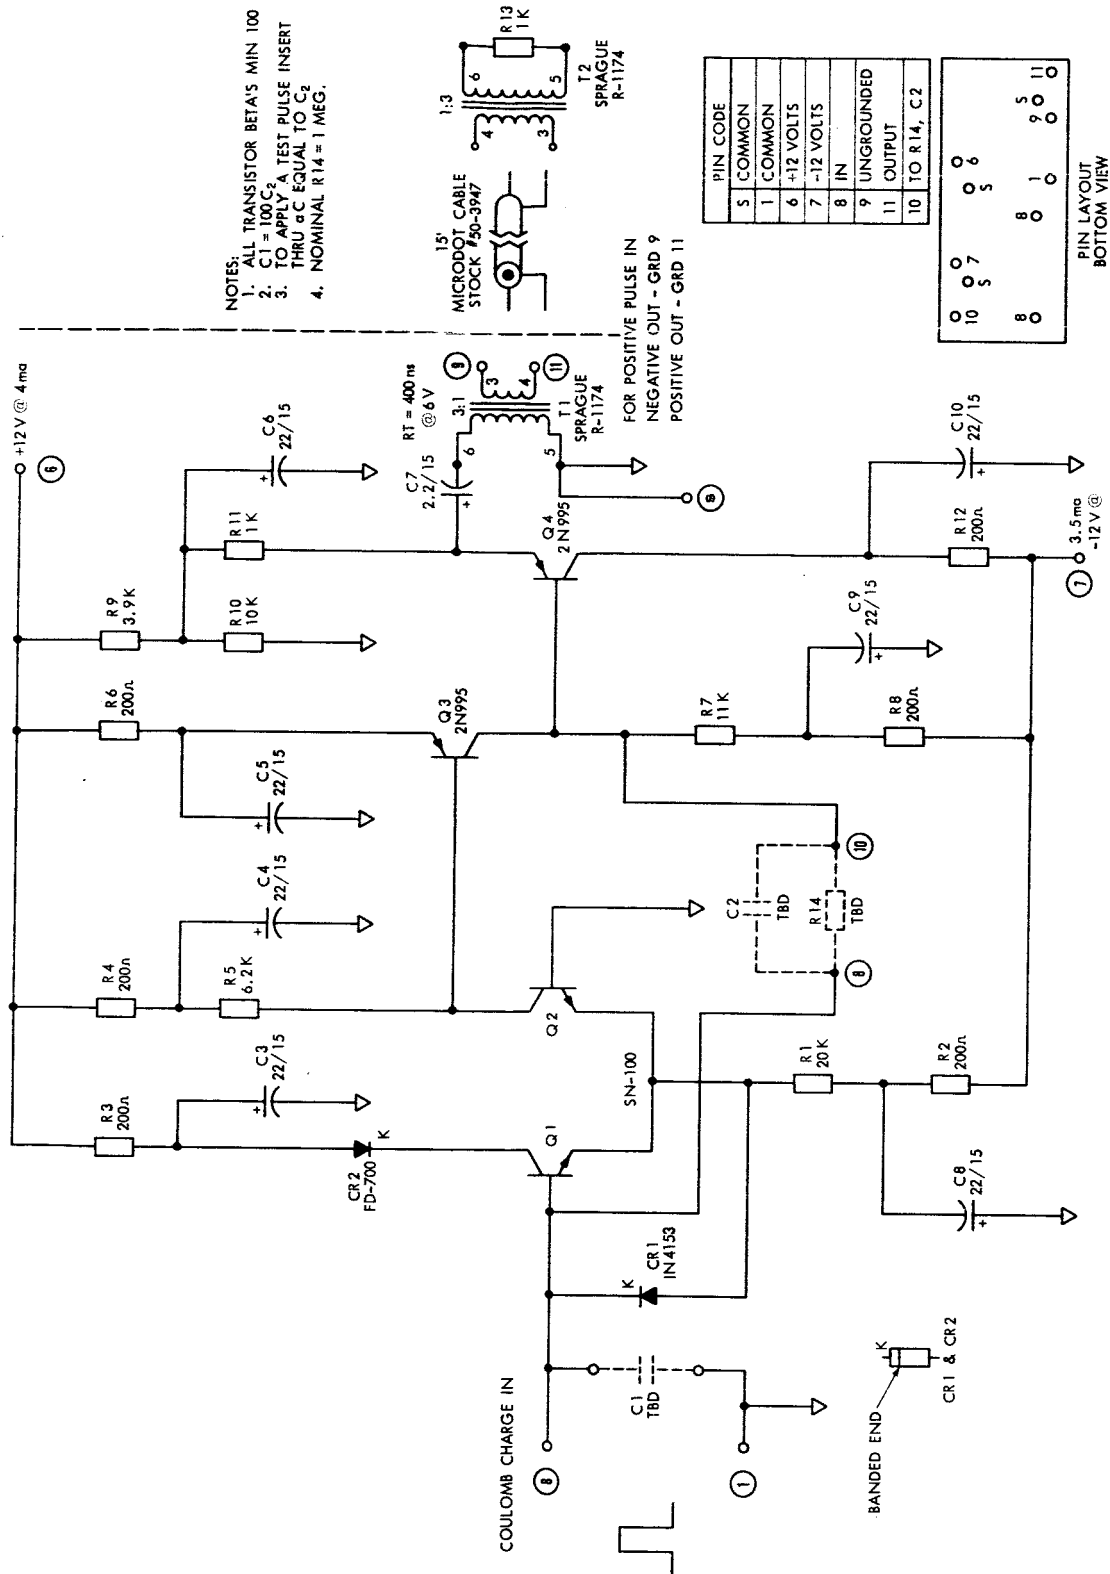 NOTES:
1. ALL TRANSISTOR BETA'S MIN 100
2. C1 = 100 C2
3. TO APPLY A TEST PULSE INSERT
THRU αC EQUAL TO C2
4. NOMINAL R14 = 1 MEG.
+12 V @ 4 ma
6
R3
200Ω
R4
200Ω
R6
200Ω
R9
3.9K
C3
22/15
R5
6.2K
C4
22/15
C5
22/15
R10
10K
R11
1K
C6
22/15
CR2
FD-700
K
Q1
Q2
SN-100
Q3
2N995
Q4
2N995
C7
2.2/15
RT = 400 ns
@ 6 V
3:1
6
5
3
4
9
11
8
T1
SPRAGUE
R-1174
FOR POSITIVE PULSE IN
NEGATIVE OUT - GRD 9
POSITIVE OUT - GRD 11
15'
MICRODOT CABLE
STOCK #50-3947
1:3
4
3
6
5
R13
1K
T2
SPRAGUE
R-1174
COULOMB CHARGE IN
8
1
C1
TBD
K
CR1
IN4153
R1
20K
R2
200Ω
C8
22/15
C2
TBD
R14
TBD
8
10
R7
11K
R8
200Ω
C9
22/15
R12
200Ω
C10
22/15
7
3.5 ma
-12V @
BANDED END
K
CR1 & CR2
PIN CODE
S COMMON
1 COMMON
6 +12 VOLTS
7 -12 VOLTS
8 IN
9 UNGROUNDED
11 OUTPUT
10 TO R14, C2
10 S 7 S 6 9 S 11
8 8 1
PIN LAYOUT
BOTTOM VIEW